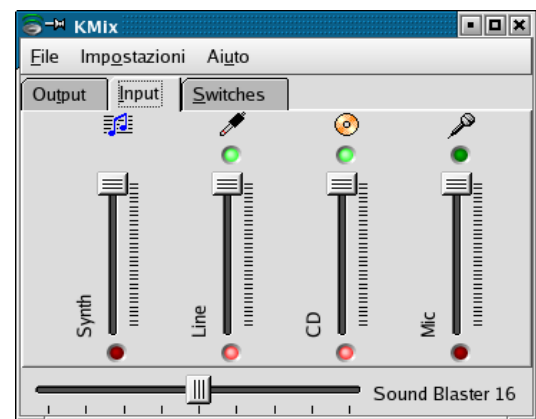 KMix
File Impostazioni Aiuto
Output Input Switches
Synth Line CD Mic
Sound Blaster 16